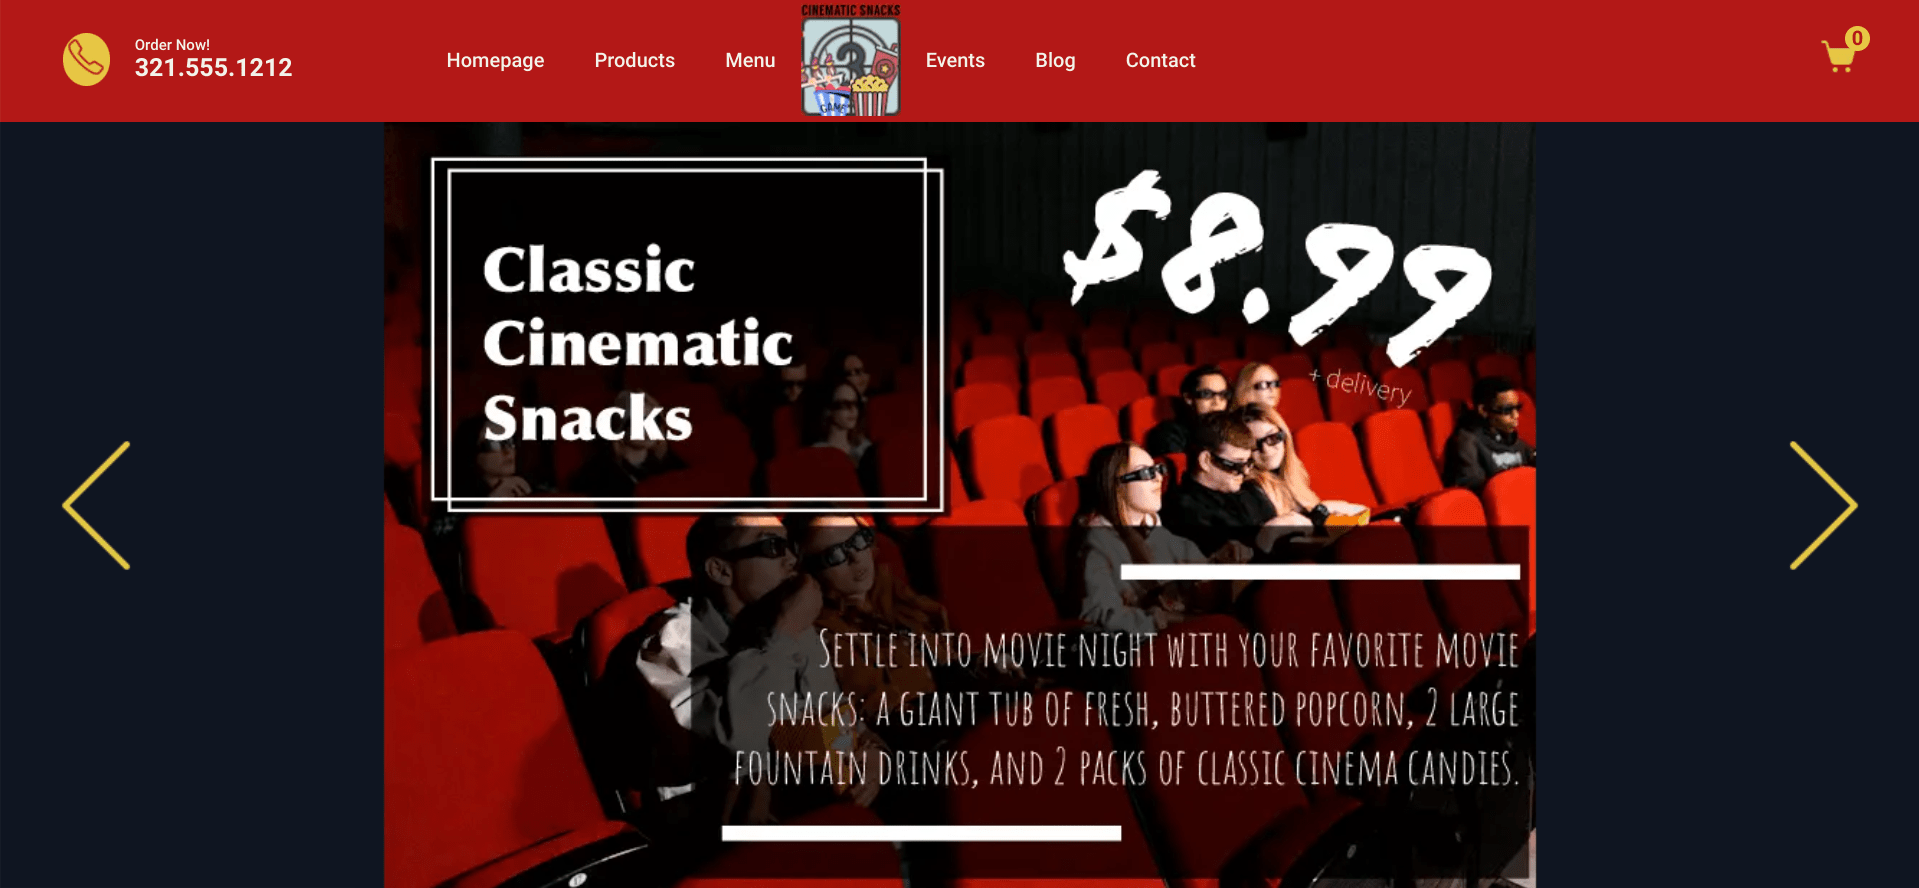 Order Now!
321.555.1212
Homepage
Products
Menu
CINEMATIC SNACKS
3
GAME
Events
Blog
Contact
0
Classic
Cinematic
Snacks
$8.99
+ delivery
SETTLE INTO MOVIE NIGHT WITH YOUR FAVORITE MOVIE
SNACKS: A GIANT TUB OF FRESH, BUTTERED POPCORN, 2 LARGE
FOUNTAIN DRINKS, AND 2 PACKS OF CLASSIC CINEMA CANDIES.